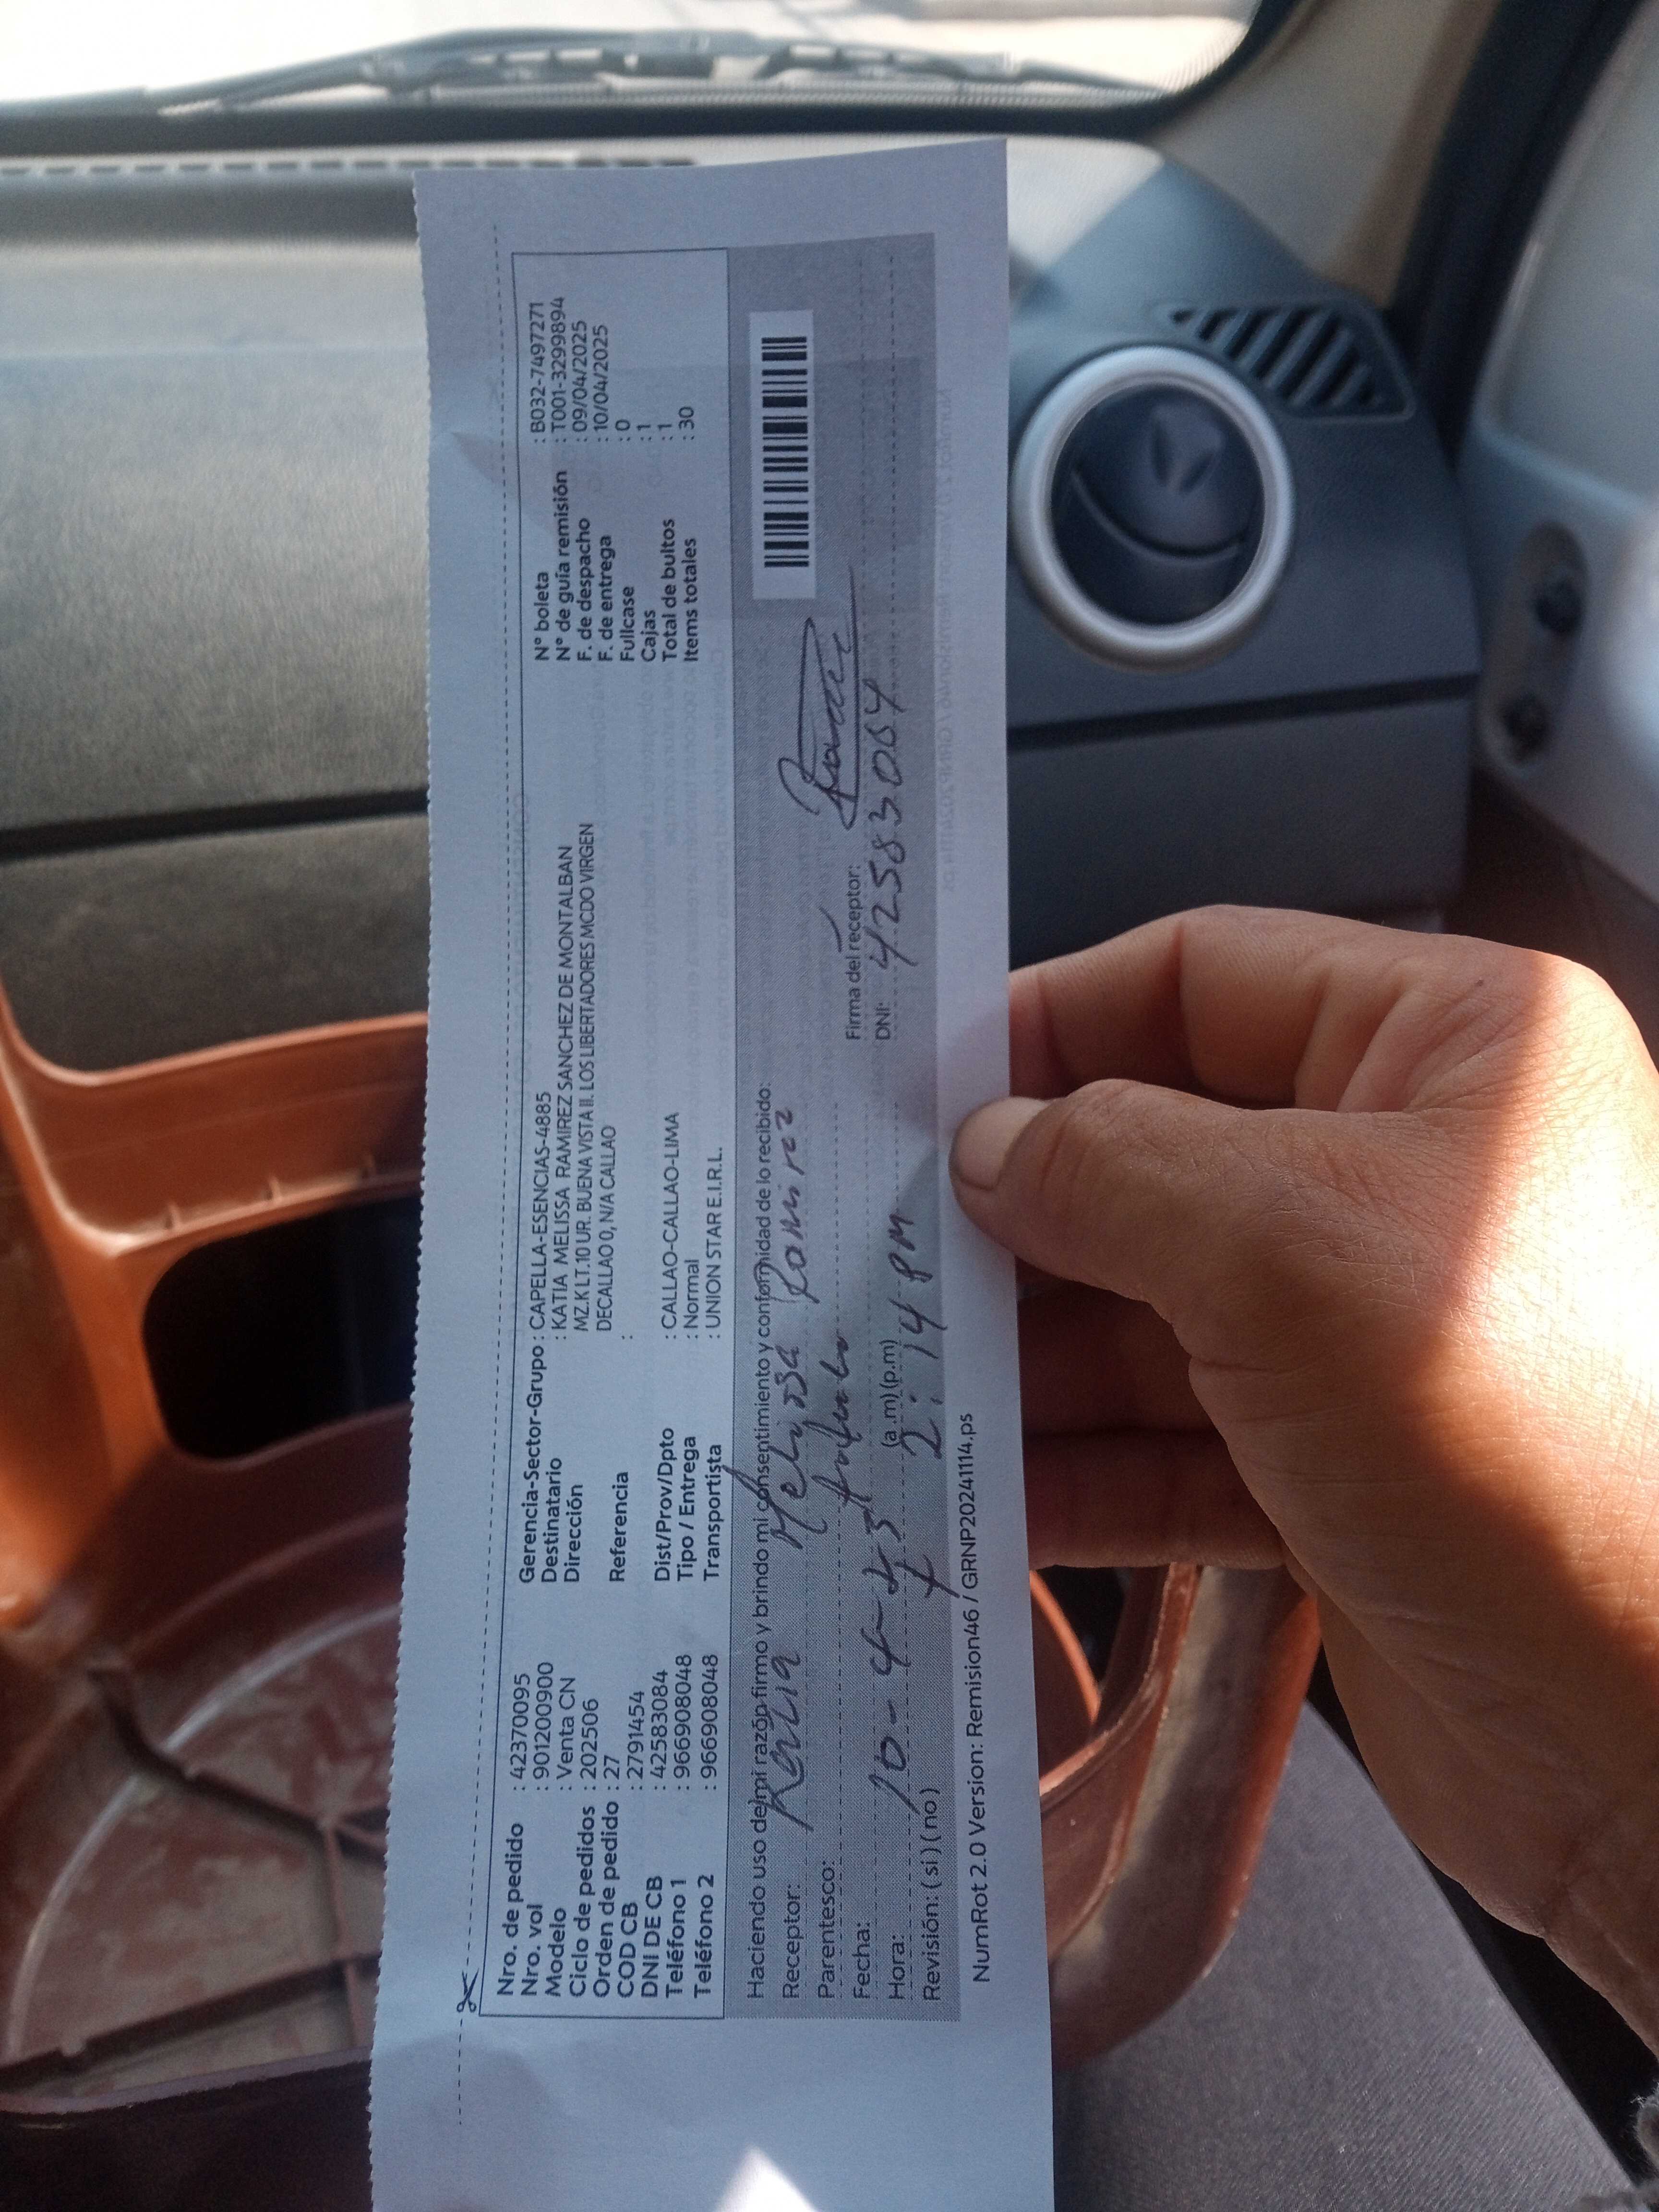 Nro. de pedido : 42370095
Nro. vol : 901200900
Modelo : Venta CN
Ciclo de pedidos : 202506
Orden de pedido : 27
COD CB : 2791454
DNI DE CB : 42583084
Teléfono 1 : 966908048
Teléfono 2 : 966908048
Gerencia-Sector-Grupo : CAPELLA-ESENCIAS-4885
Destinatario : KATIA MELISSA RAMIREZ SANCHEZ DE MONTALBAN
Dirección MZ.K LT.10 UR. BUENA VISTA II. LOS LIBERTADORES MCDO VIRGEN
DECALLAO 0, N/A CALLAO
Referencia :
Dist/Prov/Dpto : CALLAO-CALLAO-LIMA
Tipo / Entrega : Normal
Transportista : UNION STAR E.I.R.L.
N° boleta : B032-7497271
N° de guía remisión : T001-3299894
F. de despacho : 09/04/2025
F. de entrega : 10/04/2025
Fullcase : 0
Cajas : 1
Total de bultos : 1
Items totales : 30
Haciendo uso de mi razón firmo y brindo mi consentimiento y conformidad de lo recibido:
Receptor: Katia Melissa Ramirez
Parentesco:
Firma del receptor:
Fecha: 10-4-25
DNI: 42583084
Hora: (a.m) (p.m) 2:14 PM
Revisión: ( si ) ( no )
NumRot 2.0 Version: Remision46 / GRNP20241114.ps